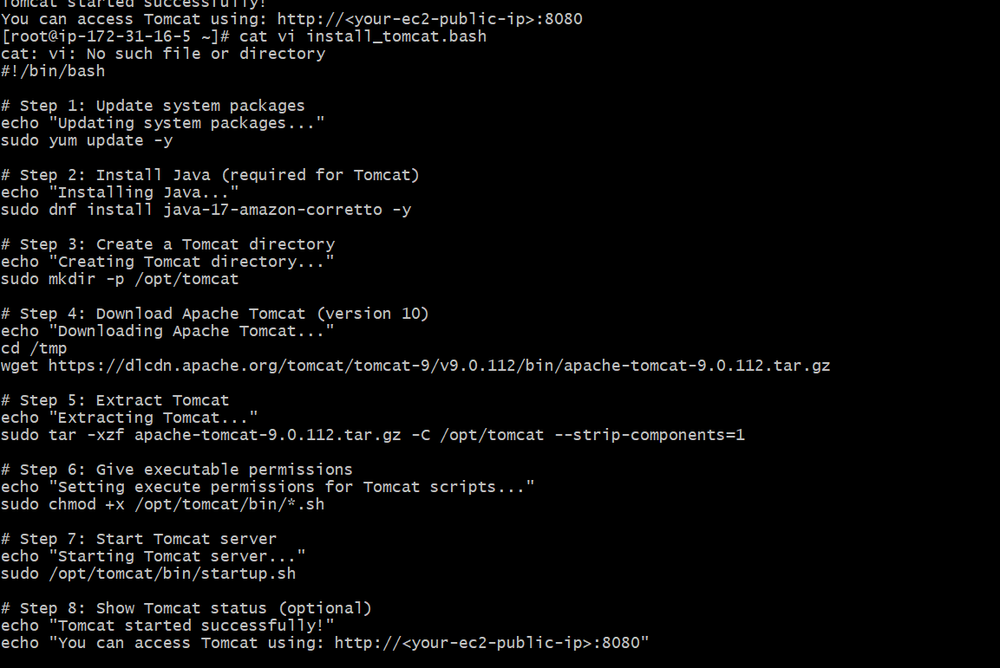 Tomcat started successfully!
You can access Tomcat using: http://<your-ec2-public-ip>:8080
[root@ip-172-31-16-5 ~]# cat vi install_tomcat.bash
cat: vi: No such file or directory
#!/bin/bash
# Step 1: Update system packages
echo "Updating system packages..."
sudo yum update -y
# Step 2: Install Java (required for Tomcat)
echo "Installing Java..."
sudo dnf install java-17-amazon-corretto -y
# Step 3: Create a Tomcat directory
echo "Creating Tomcat directory..."
sudo mkdir -p /opt/tomcat
# Step 4: Download Apache Tomcat (version 10)
echo "Downloading Apache Tomcat..."
cd /tmp
wget https://dlcdn.apache.org/tomcat/tomcat-9/v9.0.112/bin/apache-tomcat-9.0.112.tar.gz
# Step 5: Extract Tomcat
echo "Extracting Tomcat..."
sudo tar -xzf apache-tomcat-9.0.112.tar.gz -C /opt/tomcat --strip-components=1
# Step 6: Give executable permissions
echo "Setting execute permissions for Tomcat scripts..."
sudo chmod +x /opt/tomcat/bin/*.sh
# Step 7: Start Tomcat server
echo "Starting Tomcat server..."
sudo /opt/tomcat/bin/startup.sh
# Step 8: Show Tomcat status (optional)
echo "Tomcat started successfully!"
echo "You can access Tomcat using: http://<your-ec2-public-ip>:8080"